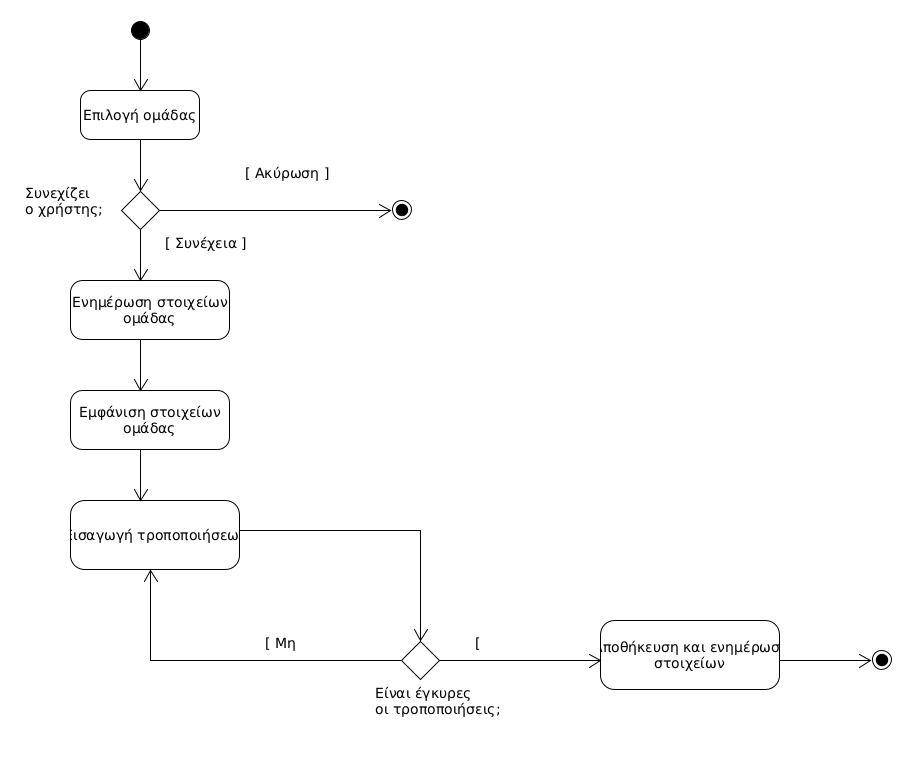 Επιλογή ομάδας
[ Ακύρωση ]
Συνεχίζει
ο χρήστης;
[ Συνέχεια ]
Ενημέρωση στοιχείων
ομάδας
Εμφάνιση στοιχείων
ομάδας
Εισαγωγή τροποποιήσεω
[ Μη
[
ποθήκευση και ενημέρωσ
στοιχείων
Είναι έγκυρες
οι τροποποιήσεις;